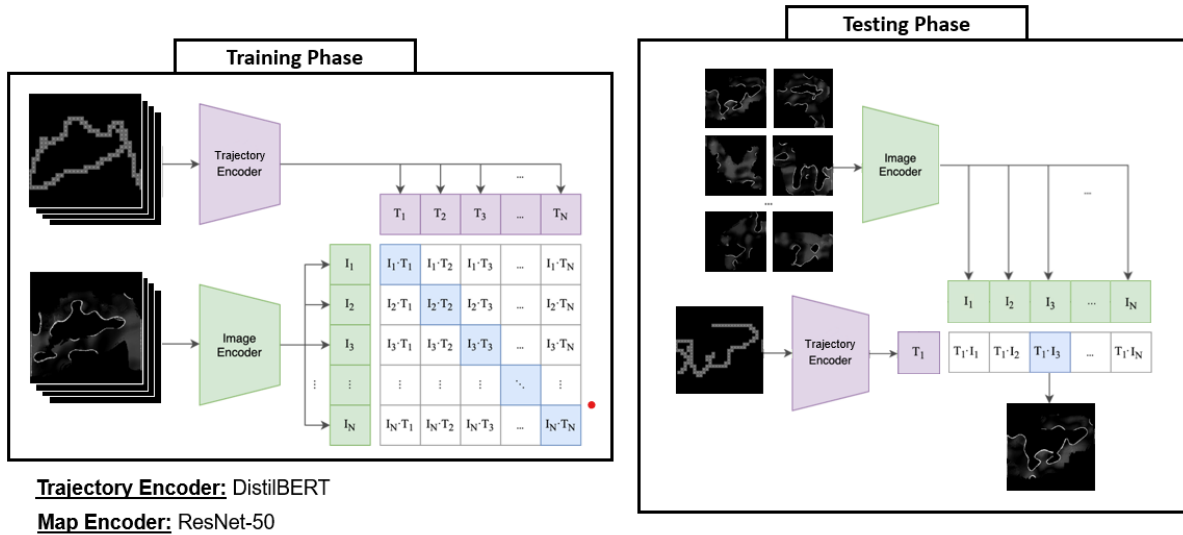 Training Phase
Trajectory
Encoder
...
T1 T2 T3 ... TN
I1 I1·T1 I1·T2 I1·T3 ... I1·TN
I2 I2·T1 I2·T2 I2·T3 ... I2·TN
Image
Encoder
I3 I3·T1 I3·T2 I3·T3 ... I3·TN
⋮ ⋮ ⋮ ⋮ ⋮ ⋱ ⋮
IN IN·T1 IN·T2 IN·T3 ... IN·TN
Trajectory Encoder: DistilBERT
Map Encoder: ResNet-50
Testing Phase
Image
Encoder
...
...
I1 I2 I3 ... IN
Trajectory
Encoder
T1 T1·I1 T1·I2 T1·I3 ... T1·IN